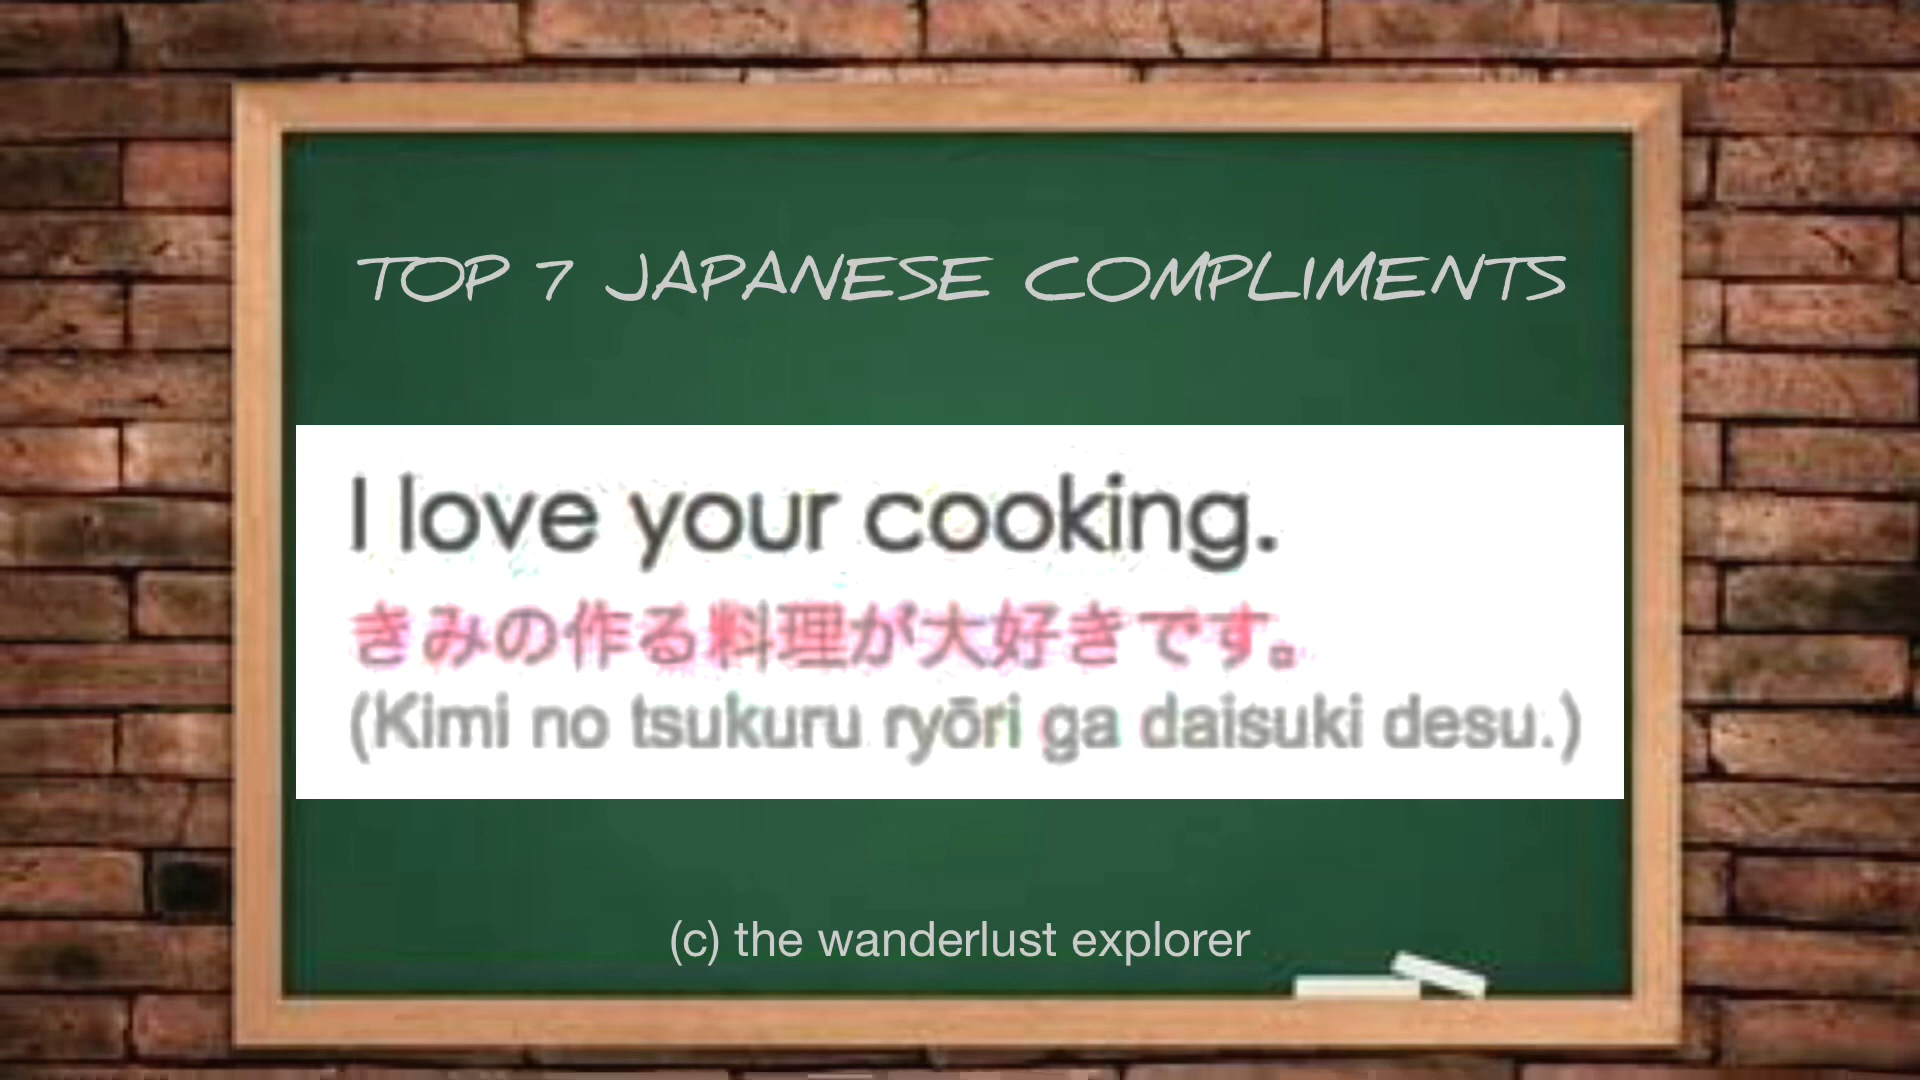 TOP 7 JAPANESE COMPLIMENTS
I love your cooking.
きみの作る料理が大好きです。
(Kimi no tsukuru ryōri ga daisuki desu.)
(c) the wanderlust explorer